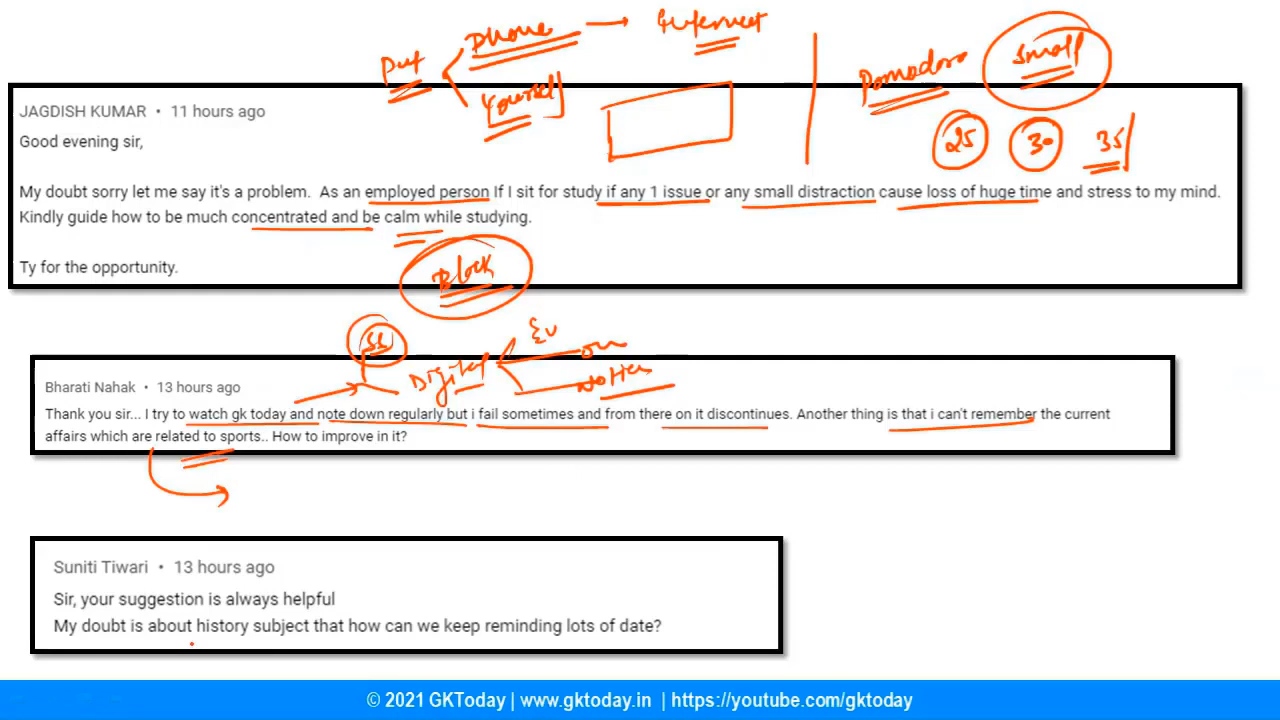 Put
Phone
Internet
Yourself
Pomodoro
Small
25
30
35
JAGDISH KUMAR • 11 hours ago
Good evening sir,
My doubt sorry let me say it's a problem. As an employed person If I sit for study if any 1 issue or any small distraction cause loss of huge time and stress to my mind.
Kindly guide how to be much concentrated and be calm while studying.
Ty for the opportunity.
Block
SS
Digital
Bharati Nahak • 13 hours ago
Thank you sir... I try to watch gk today and note down regularly but i fail sometimes and from there on it discontinues. Another thing is that i can't remember the current
affairs which are related to sports.. How to improve in it?
Suniti Tiwari • 13 hours ago
Sir, your suggestion is always helpful
My doubt is about history subject that how can we keep reminding lots of date?
© 2021 GKToday | www.gktoday.in | https://youtube.com/gktoday